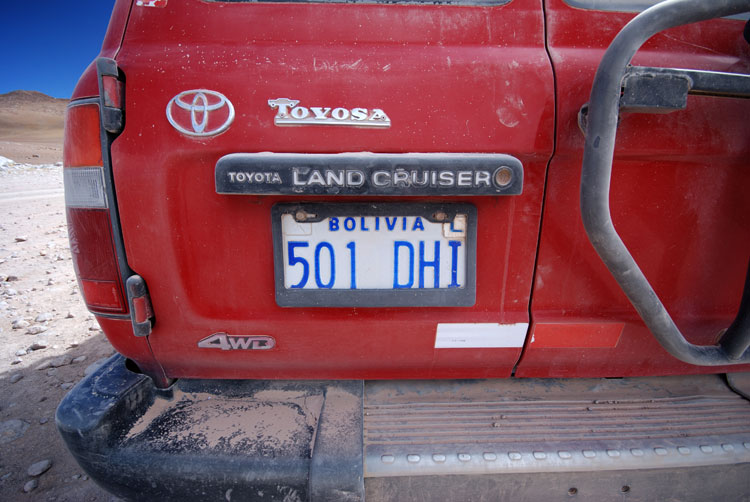 TOYOSA
TOYOTA LAND CRUISER
BOLIVIA L
501 DHI
4WD